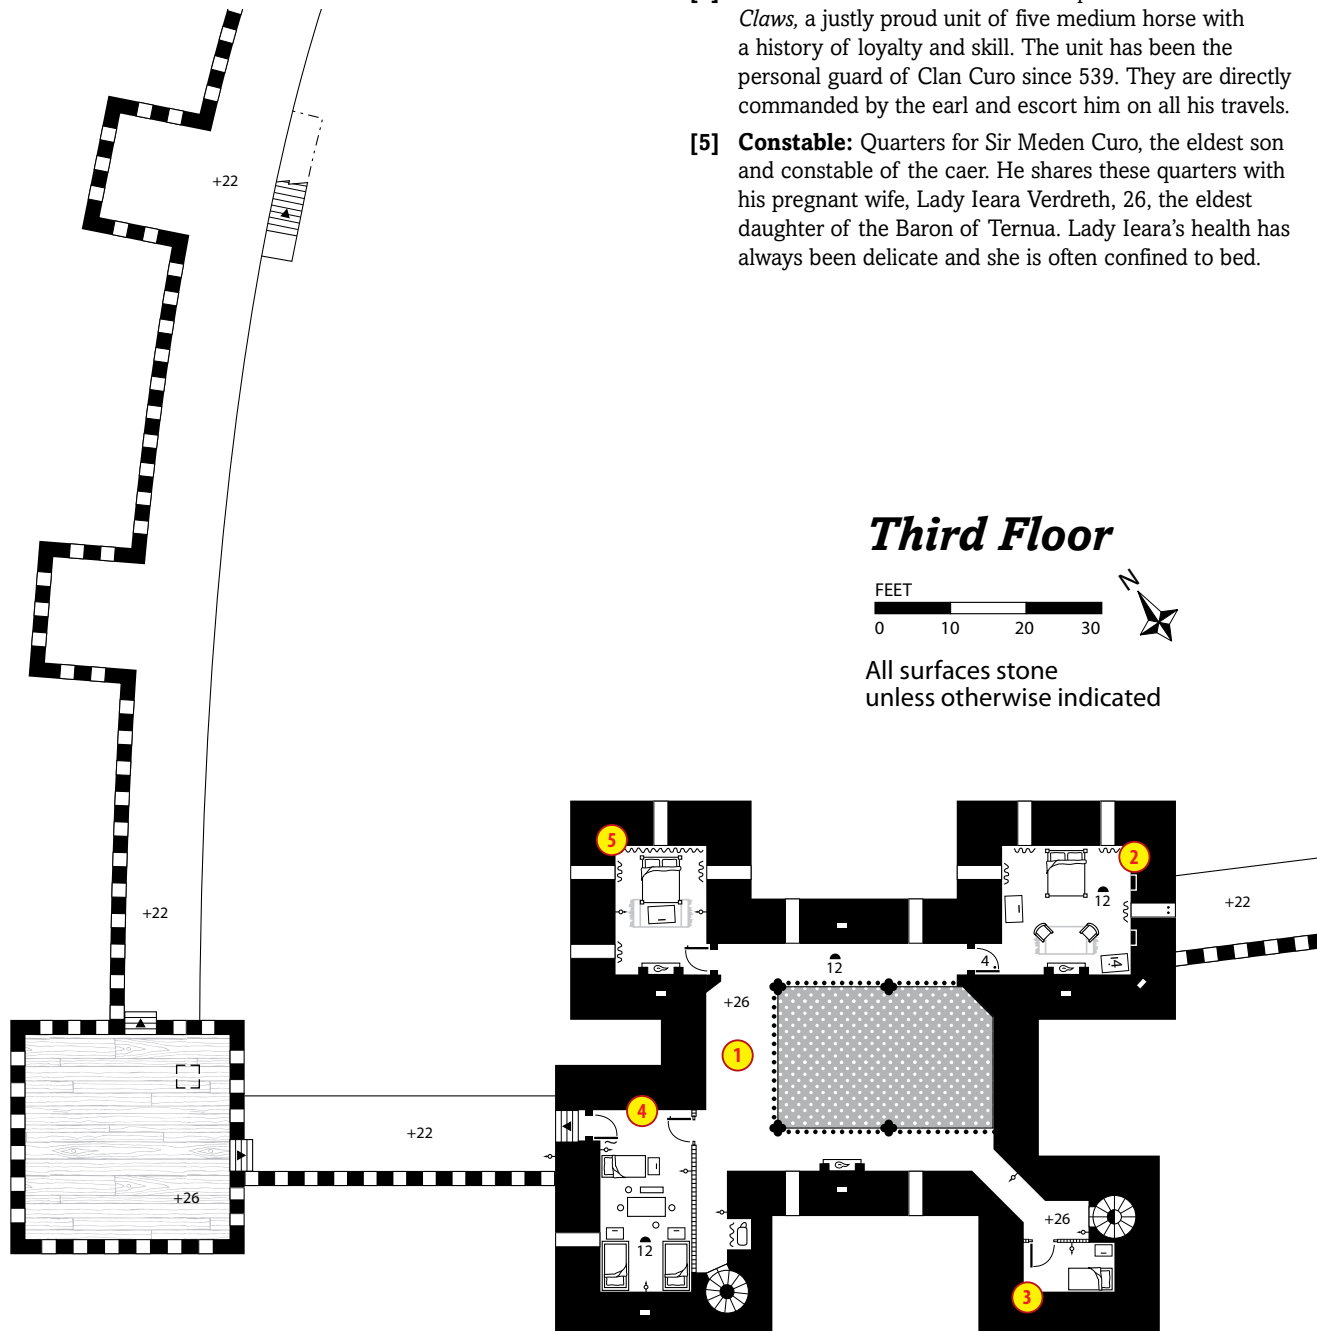 Claws, a justly proud unit of five medium horse with
a history of loyalty and skill. The unit has been the
personal guard of Clan Curo since 539. They are directly
commanded by the earl and escort him on all his travels.
[5] Constable: Quarters for Sir Meden Curo, the eldest son
and constable of the caer. He shares these quarters with
his pregnant wife, Lady Ieara Verdreth, 26, the eldest
daughter of the Baron of Ternua. Lady Ieara's health has
always been delicate and she is often confined to bed.
+22
Third Floor
N
FEET
0 10 20 30
All surfaces stone
unless otherwise indicated
5
2
12
+22
+22
4
12
4
+26
1
4
+22
+26
+26
12
3